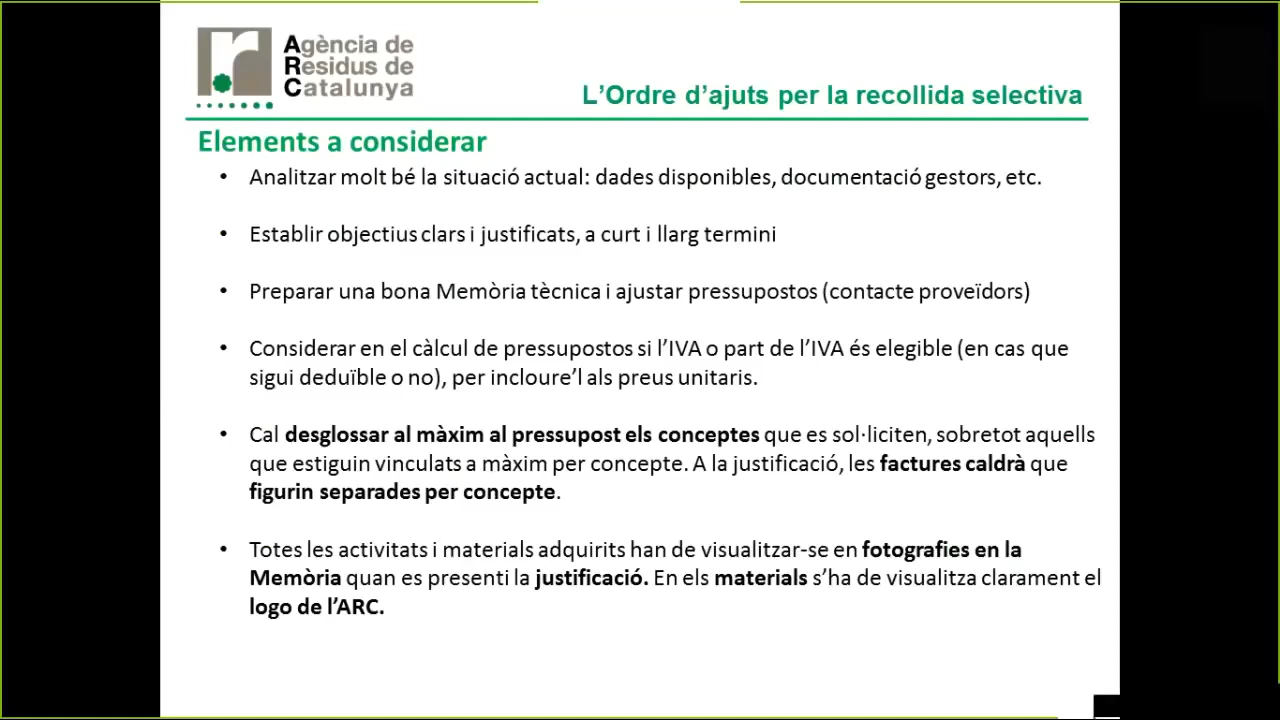 Agència de
Residus de
Catalunya
L'Ordre d'ajuts per la recollida selectiva
Elements a considerar
• Analitzar molt bé la situació actual: dades disponibles, documentació gestors, etc.
• Establir objectius clars i justificats, a curt i llarg termini
• Preparar una bona Memòria tècnica i ajustar pressupostos (contacte proveïdors)
• Considerar en el càlcul de pressupostos si l'IVA o part de l'IVA és elegible (en cas que
sigui deduïble o no), per incloure'l als preus unitaris.
• Cal desglossar al màxim al pressupost els conceptes que es sol·liciten, sobretot aquells
que estiguin vinculats a màxim per concepte. A la justificació, les factures caldrà que
figurin separades per concepte.
• Totes les activitats i materials adquirits han de visualitzar-se en fotografies en la
Memòria quan es presenti la justificació. En els materials s'ha de visualitza clarament el
logo de l'ARC.